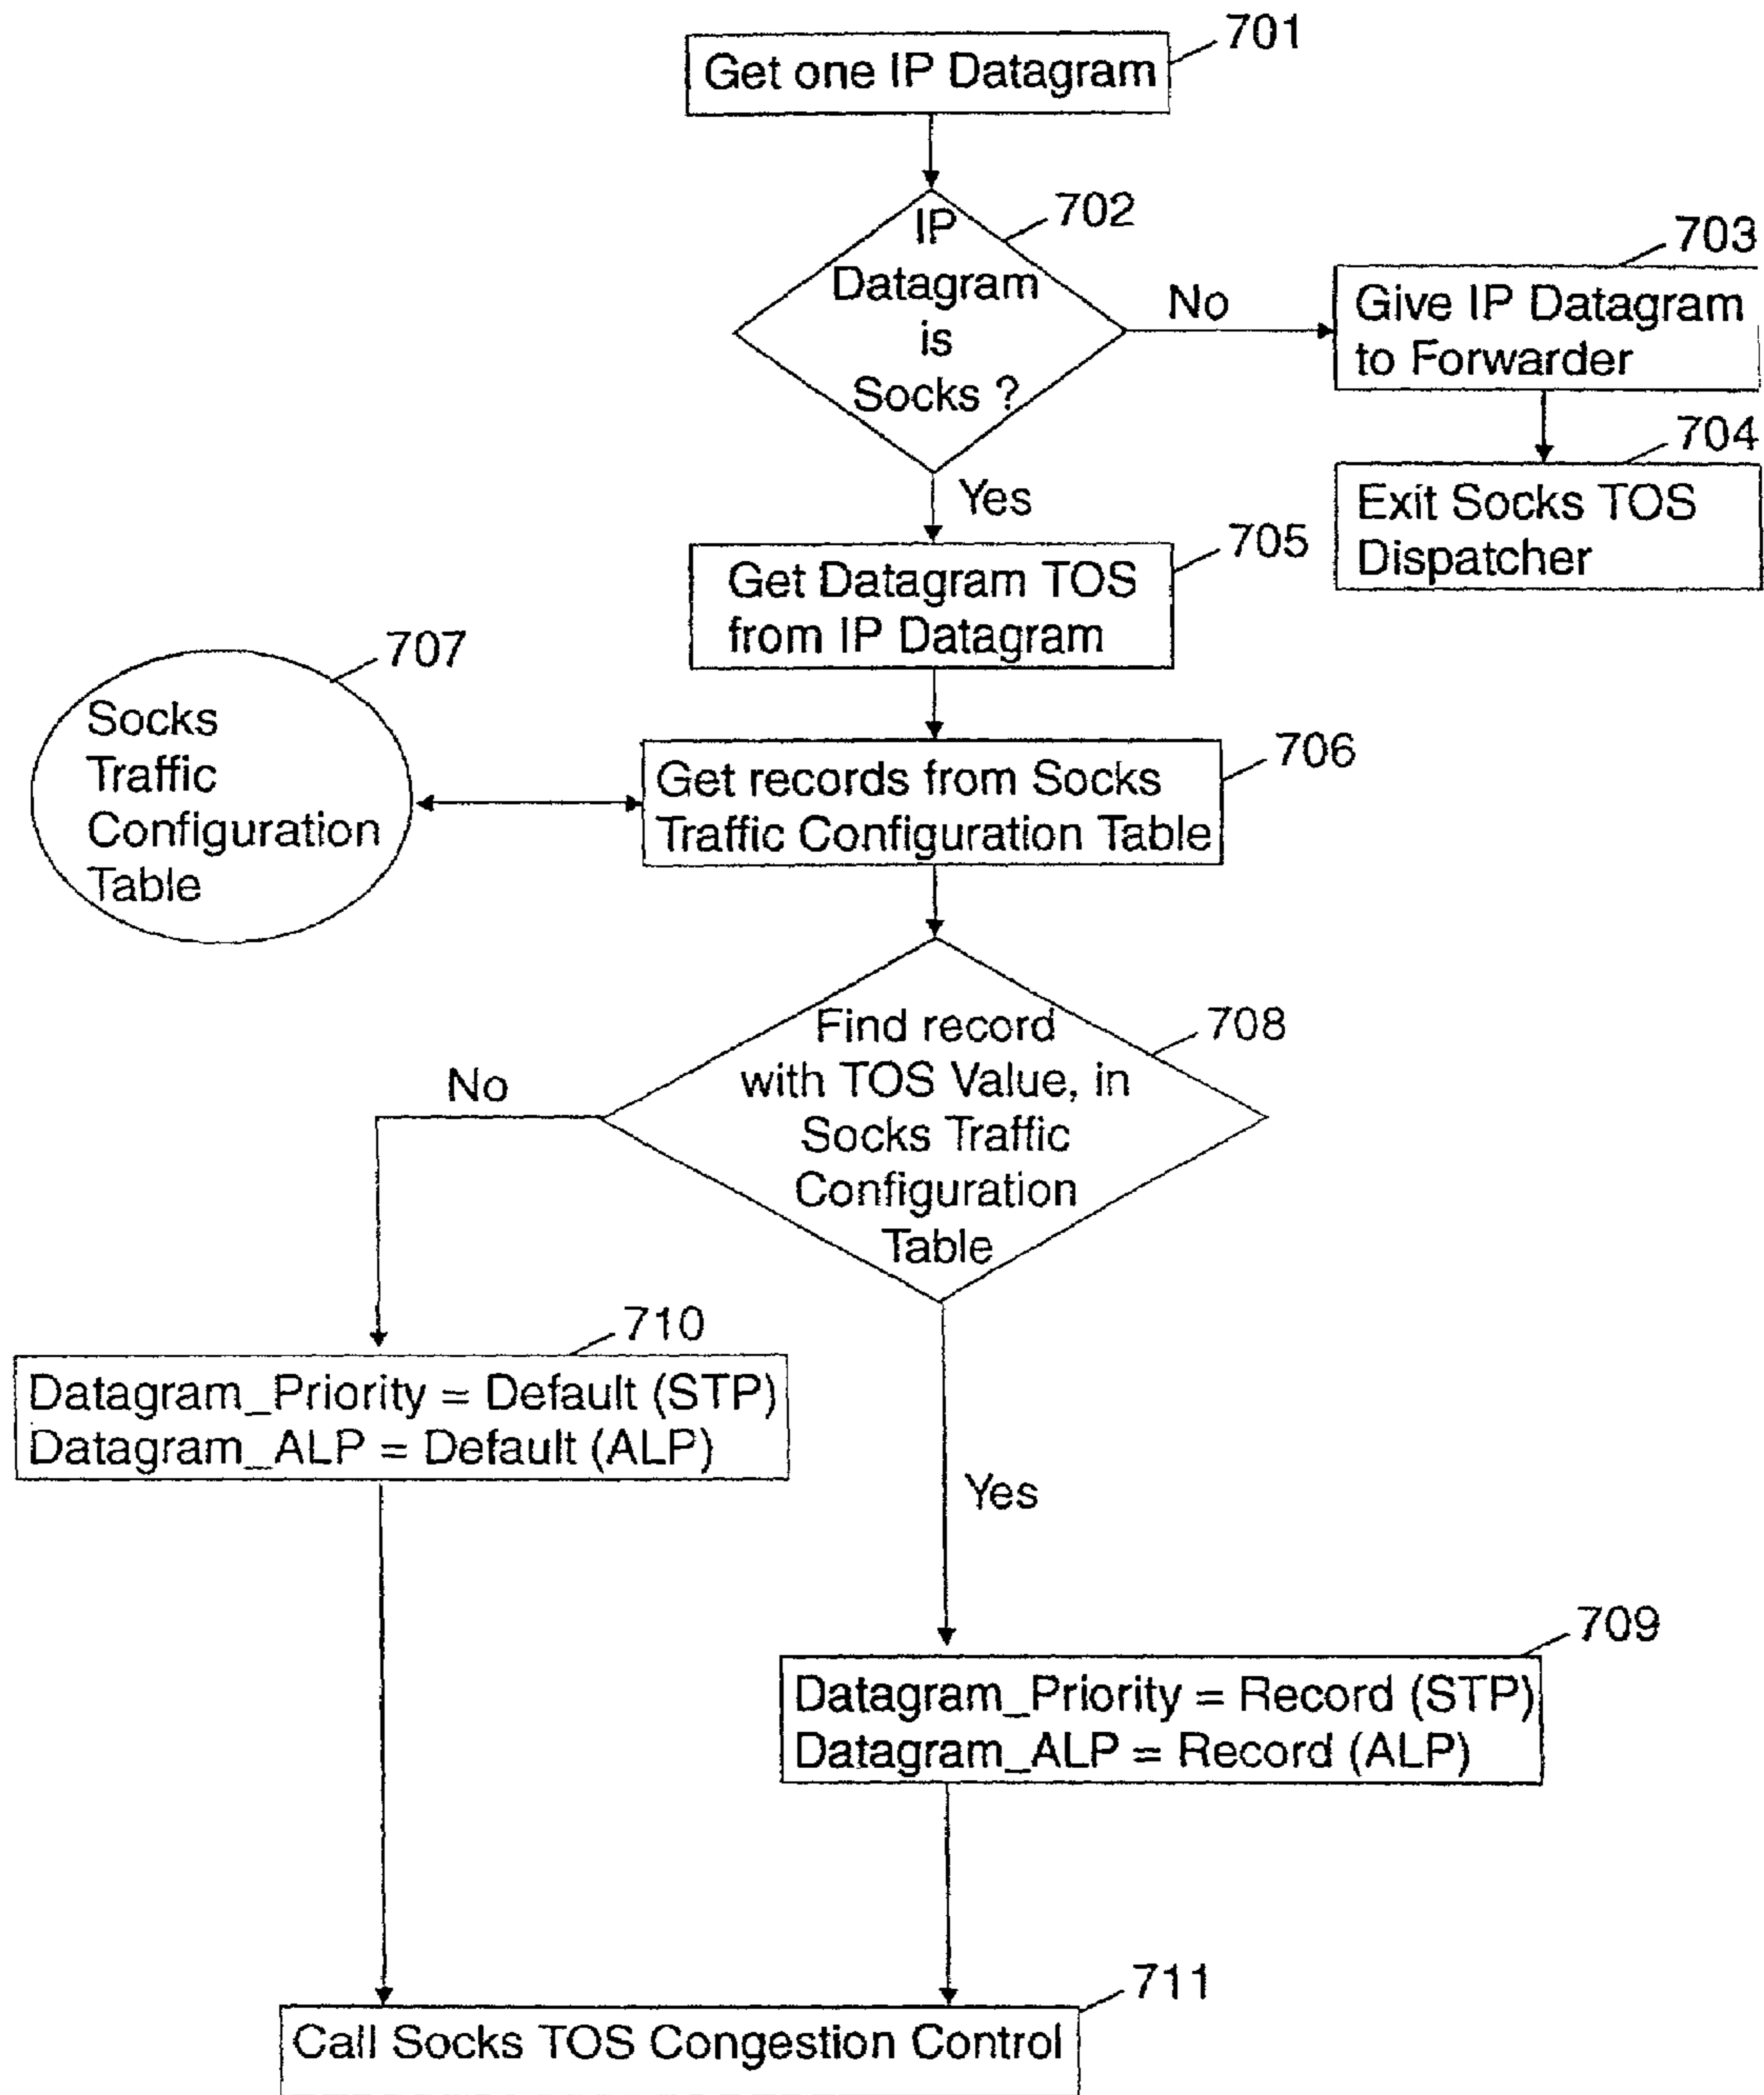 701
Get one IP Datagram
702
IP
Datagram
is
Socks ?
No
703
Give IP Datagram
to Forwarder
704
Exit Socks TOS
Dispatcher
Yes
705
Get Datagram TOS
from IP Datagram
707
Socks
Traffic
Configuration
Table
706
Get records from Socks
Traffic Configuration Table
708
Find record
with TOS Value, in
Socks Traffic
Configuration
Table
No
710
Datagram_Priority = Default (STP)
Datagram_ALP = Default (ALP)
Yes
709
Datagram_Priority = Record (STP)
Datagram_ALP = Record (ALP)
711
Call Socks TOS Congestion Control